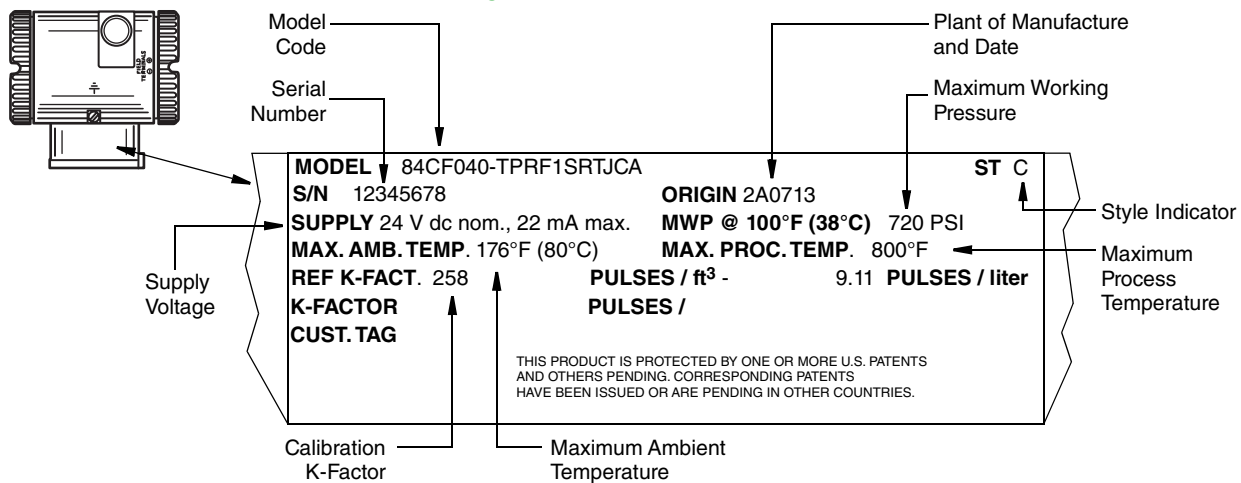 Model
Code
Plant of Manufacture
and Date
Serial
Number
Maximum Working
Pressure
FIELD
TERMINALS
MODEL 84CF040-TPRF1SRTJCA ST C
S/N 12345678 ORIGIN 2A0713
SUPPLY 24 V dc nom., 22 mA max. MWP @ 100°F (38°C) 720 PSI
MAX. AMB. TEMP. 176°F (80°C) MAX. PROC. TEMP. 800°F
REF K-FACT. 258 PULSES / ft³ - 9.11 PULSES / liter
K-FACTOR PULSES /
CUST. TAG
THIS PRODUCT IS PROTECTED BY ONE OR MORE U.S. PATENTS
AND OTHERS PENDING. CORRESPONDING PATENTS
HAVE BEEN ISSUED OR ARE PENDING IN OTHER COUNTRIES.
Style Indicator
Maximum
Process
Temperature
Supply
Voltage
Calibration
K-Factor
Maximum Ambient
Temperature